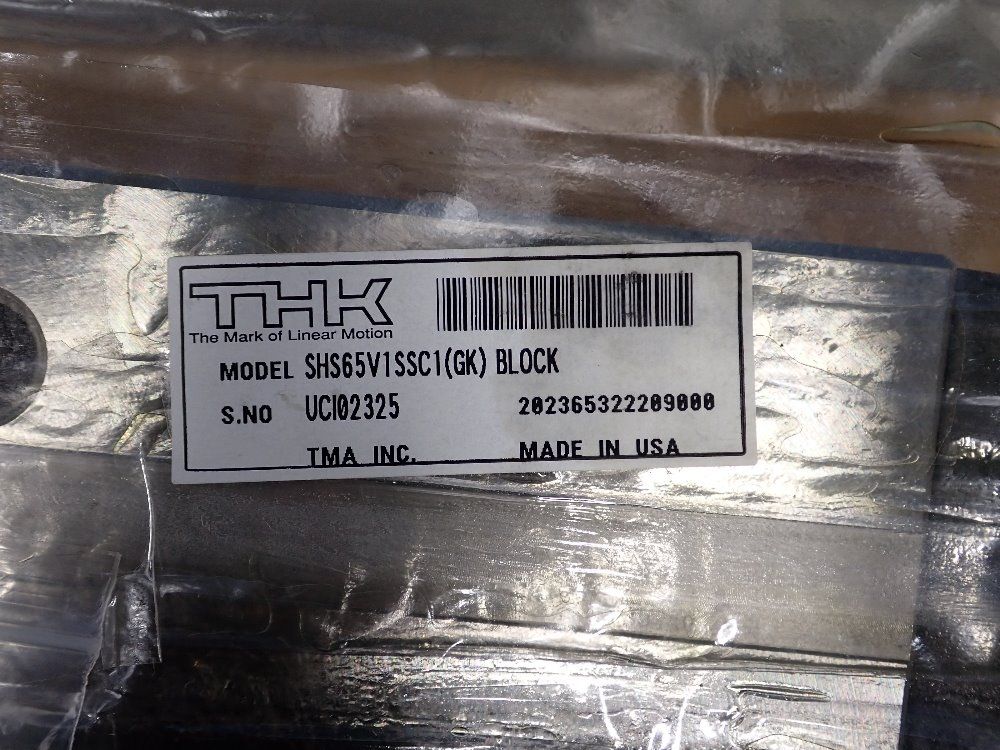 THK
The Mark of Linear Motion
MODEL SHS65V1SSC1(GK) BLOCK
S.NO UCI02325 202365322209000
TMA INC. MADE IN USA